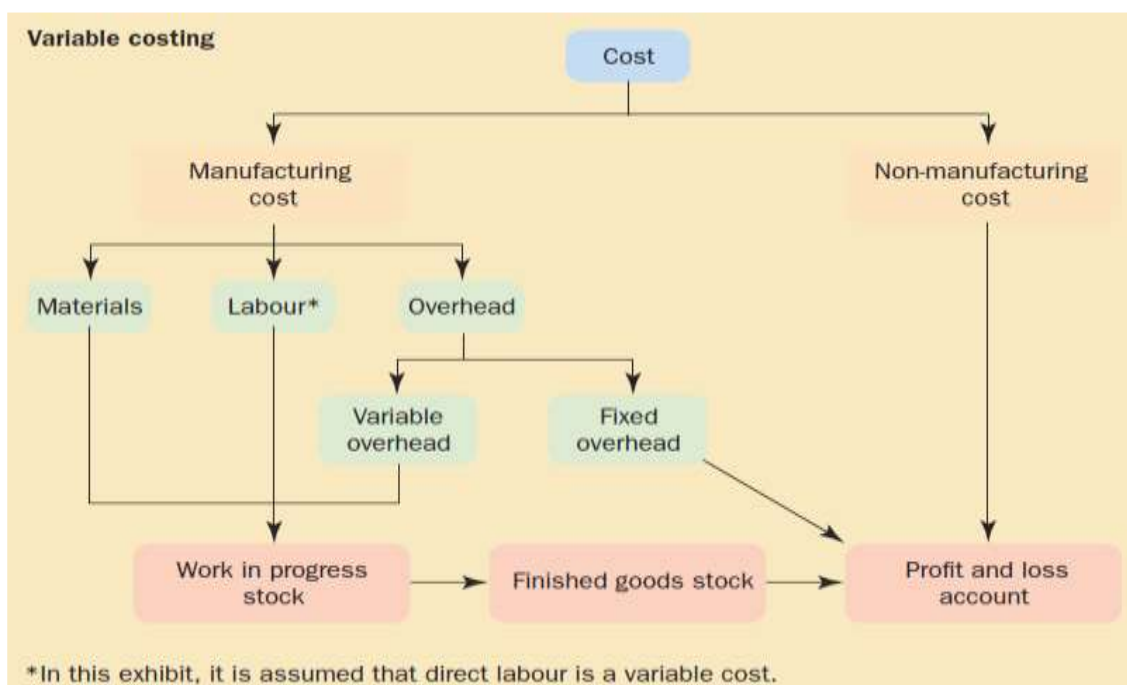 Variable costing
Cost
Manufacturing
cost
Non-manufacturing
cost
Materials
Labour*
Overhead
Variable
overhead
Fixed
overhead
Work in progress
stock
Finished goods stock
Profit and loss
account
*In this exhibit, it is assumed that direct labour is a variable cost.